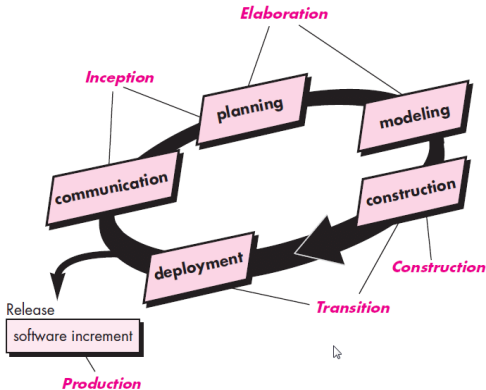 Elaboration
Inception
planning
modeling
communication
construction
deployment
Construction
Transition
Release
software increment
Production